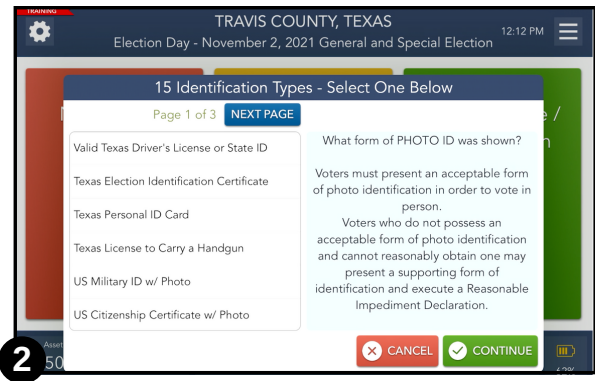 TRAINING
TRAVIS COUNTY, TEXAS
Election Day - November 2, 2021 General and Special Election
12:12 PM
15 Identification Types - Select One Below
Page 1 of 3 NEXT PAGE
Valid Texas Driver's License or State ID
Texas Election Identification Certificate
Texas Personal ID Card
Texas License to Carry a Handgun
US Military ID w/ Photo
US Citizenship Certificate w/ Photo
What form of PHOTO ID was shown?
Voters must present an acceptable form
of photo identification in order to vote in
person.
Voters who do not possess an
acceptable form of photo identification
and cannot reasonably obtain one may
present a supporting form of
identification and execute a Reasonable
Impediment Declaration.
CANCEL
CONTINUE
Asset
50
2